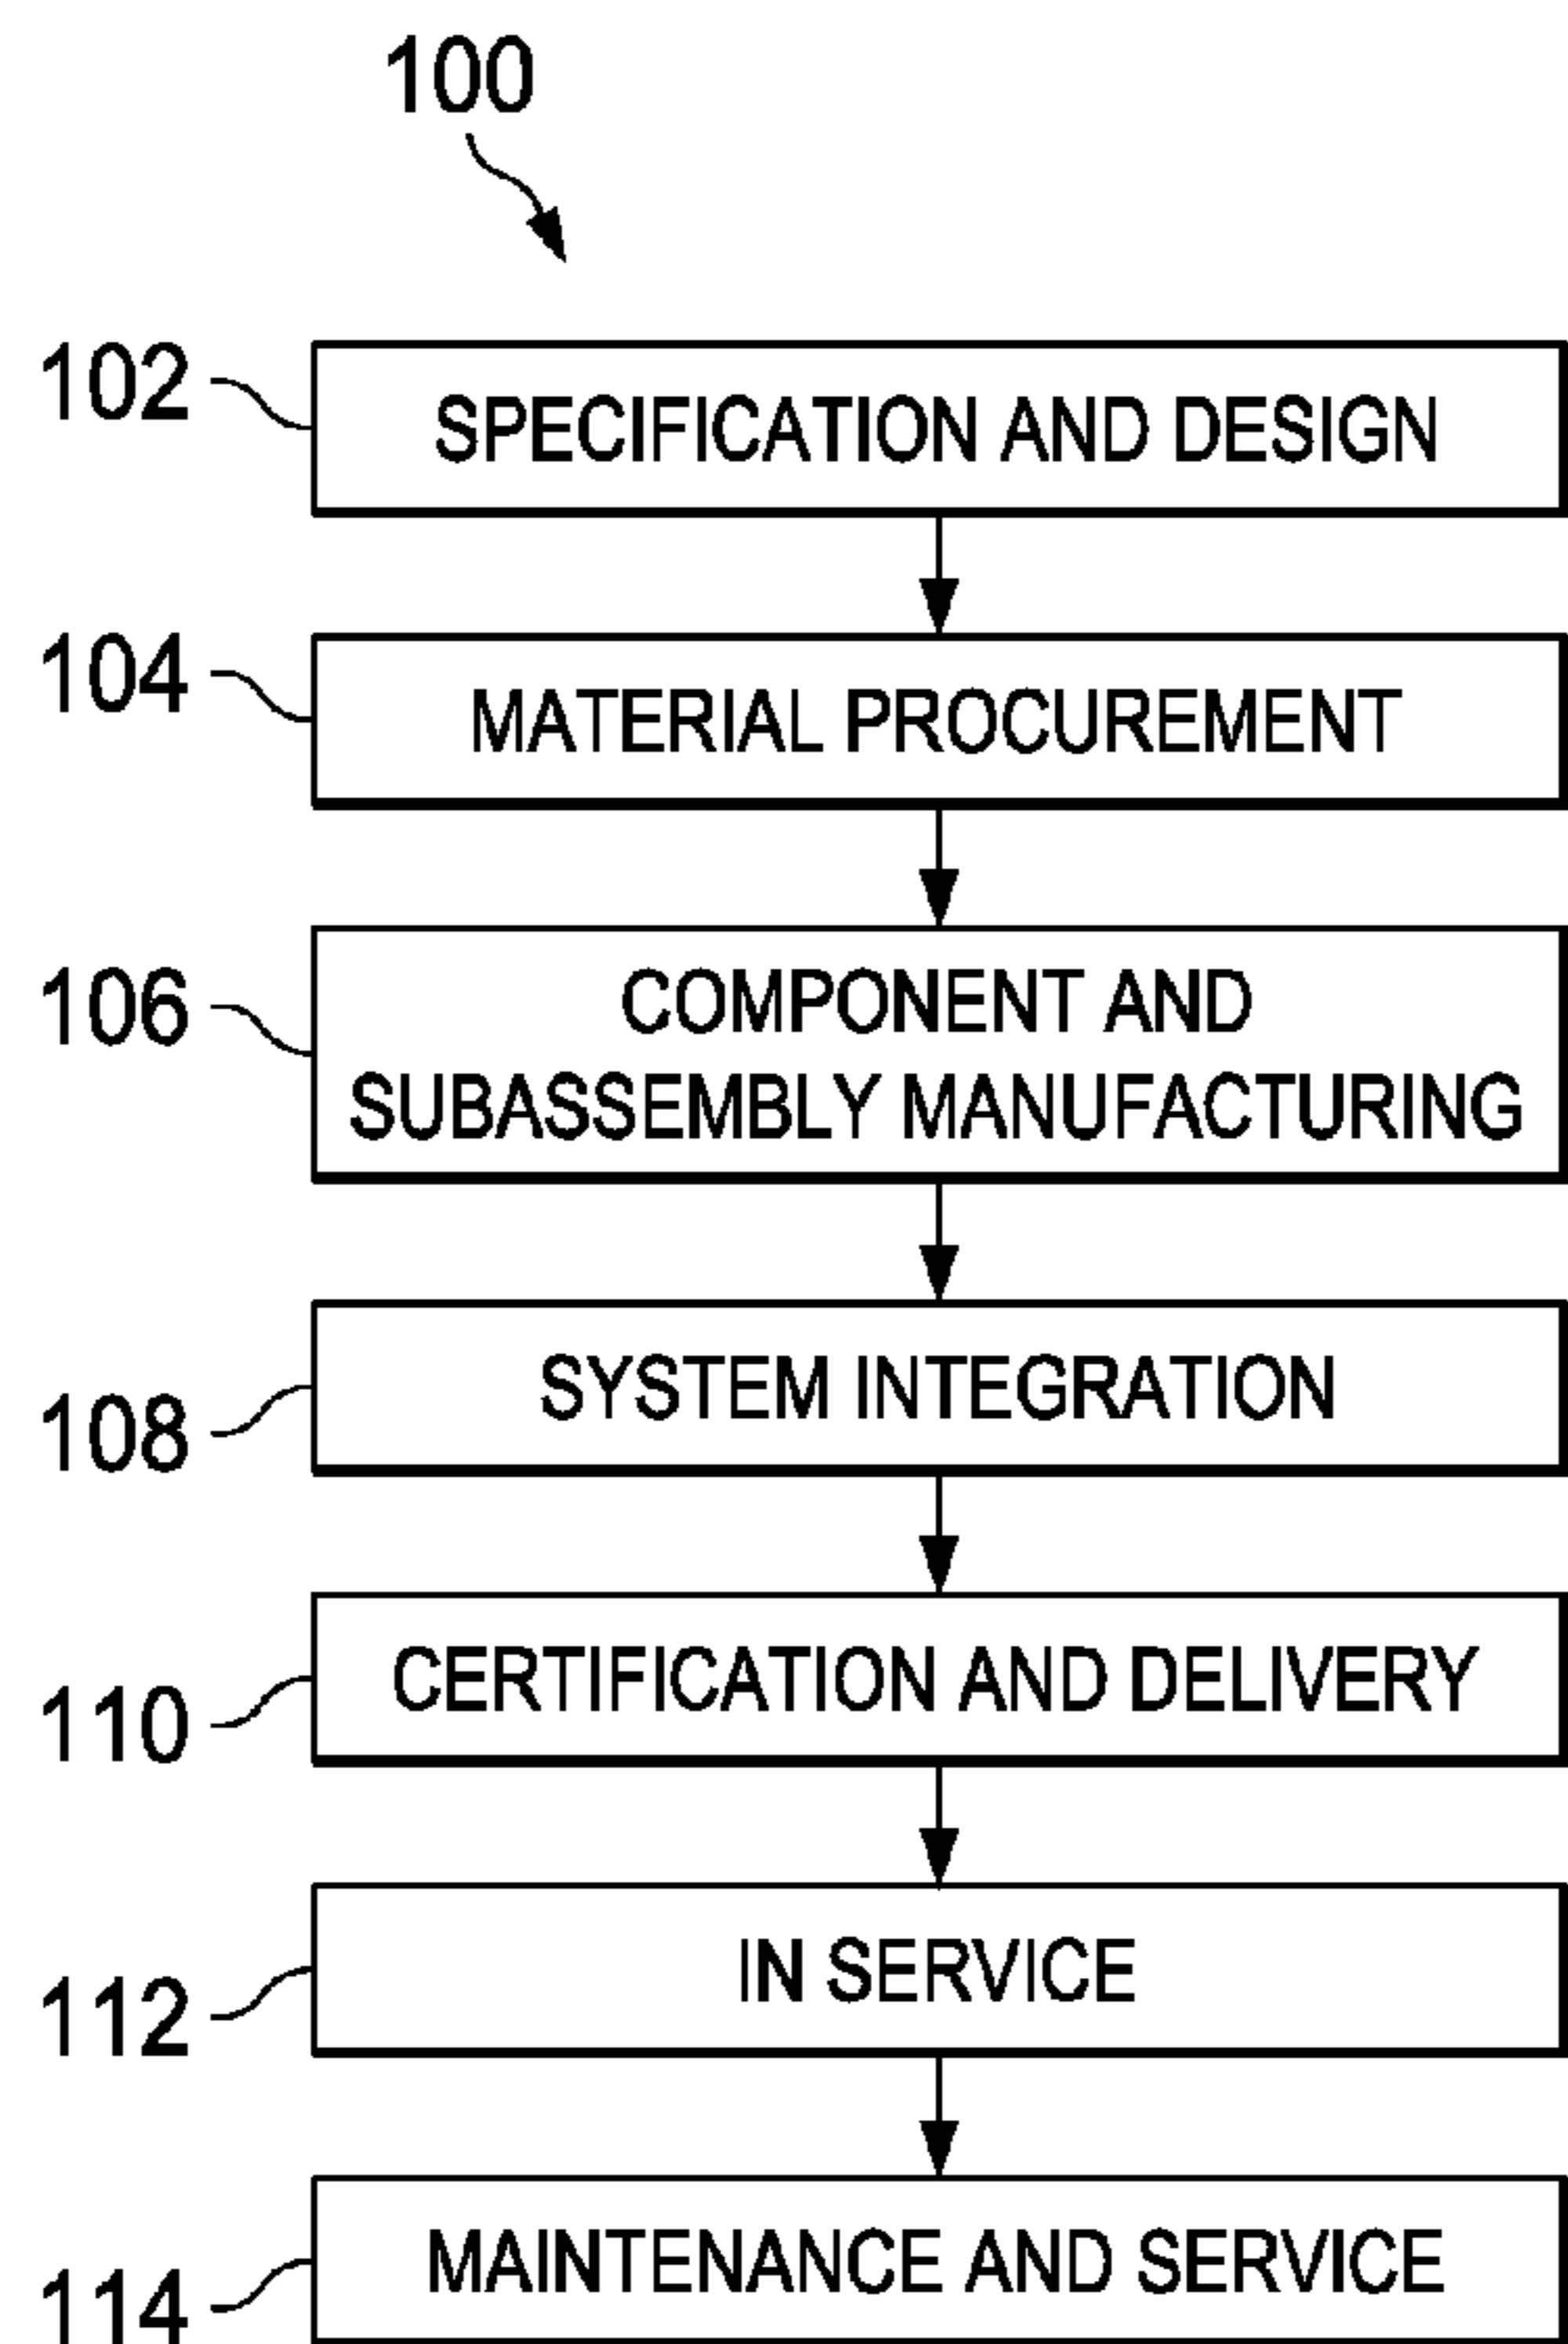 100
102
SPECIFICATION AND DESIGN
104
MATERIAL PROCUREMENT
106
COMPONENT AND
SUBASSEMBLY MANUFACTURING
108
SYSTEM INTEGRATION
110
CERTIFICATION AND DELIVERY
112
IN SERVICE
114
MAINTENANCE AND SERVICE